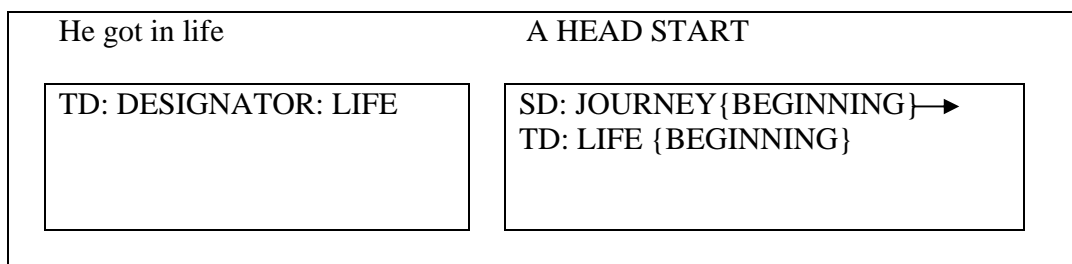 He got in life
A HEAD START
TD: DESIGNATOR: LIFE
SD: JOURNEY{BEGINNING}→
TD: LIFE {BEGINNING}